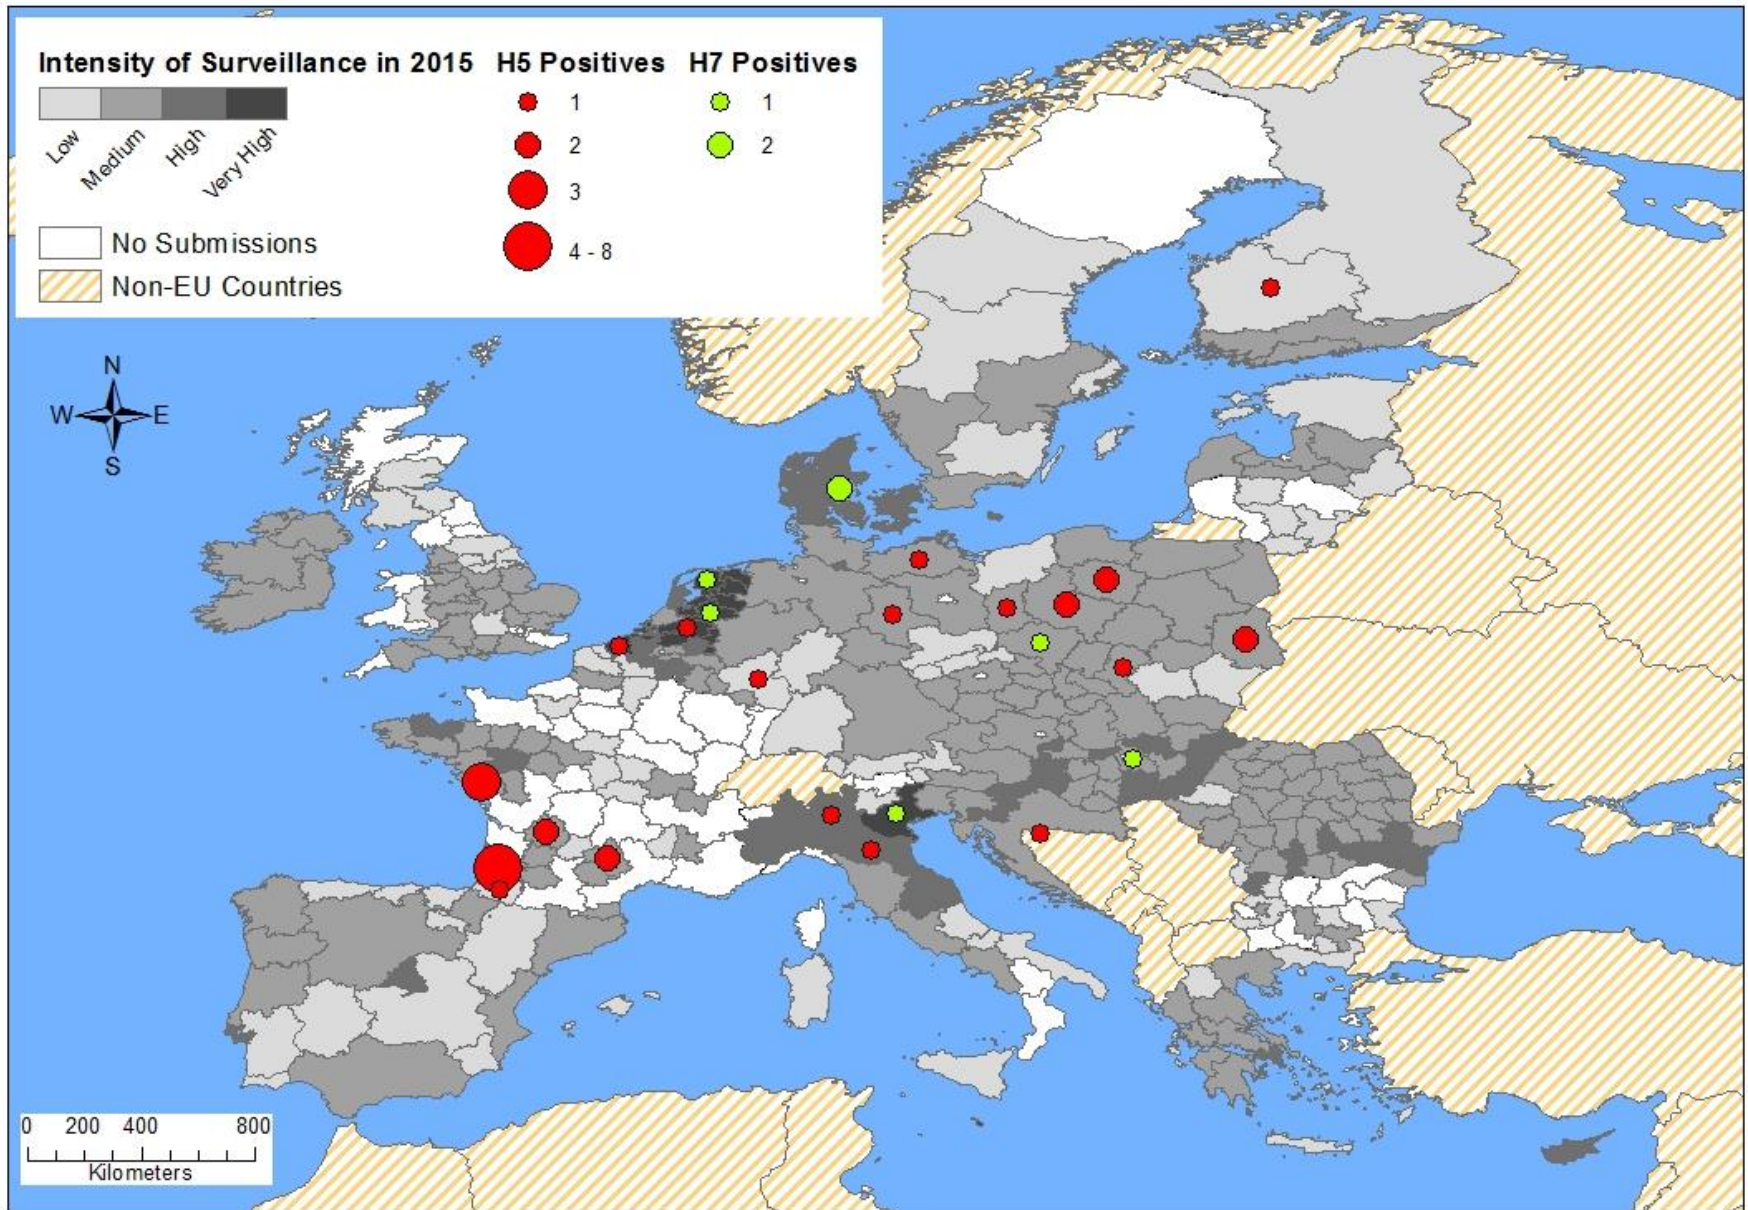 Intensity of Surveillance in 2015 H5 Positives H7 Positives
1 1
Low Medium High Very High
2 2
3
No Submissions
4 - 8
Non-EU Countries
N
W E
S
0 200 400 800
Kilometers